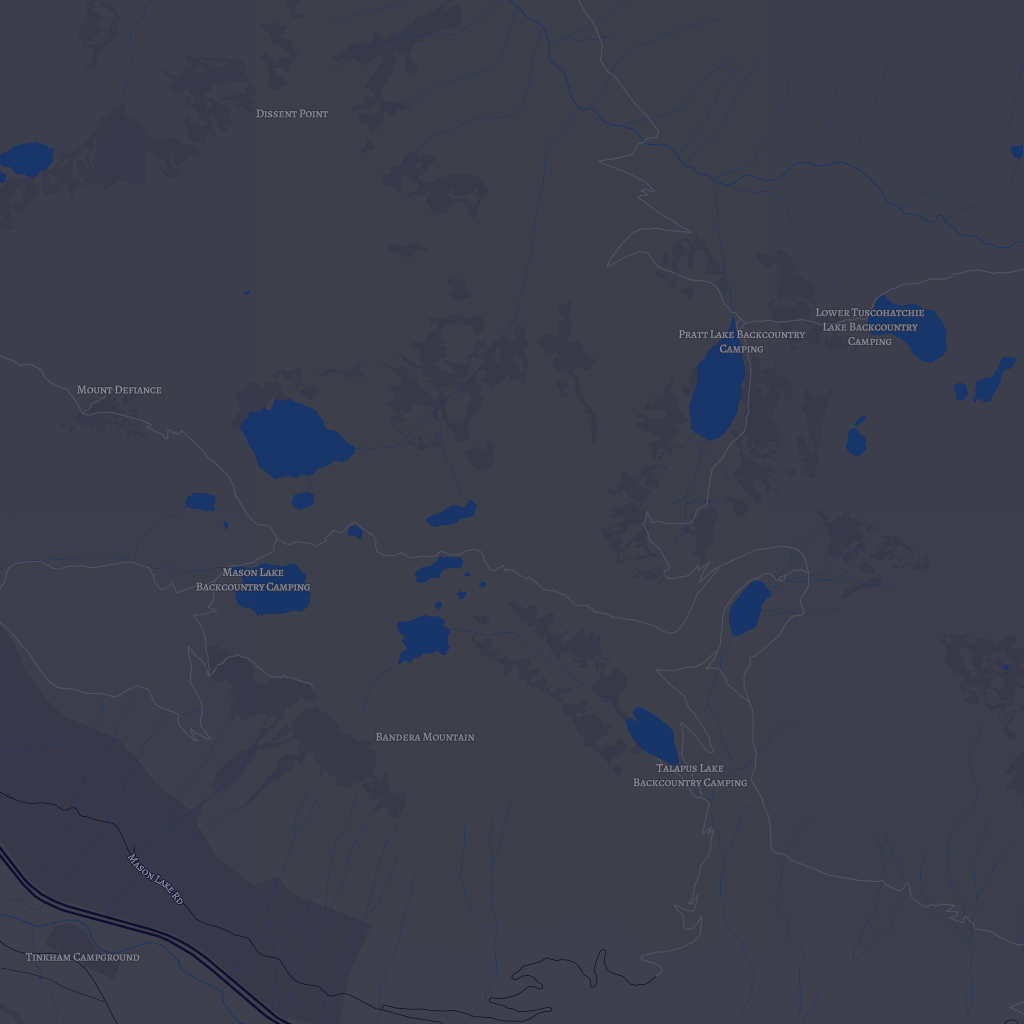 Dissent Point
Lower Tuscohatchie
Lake Backcountry
Camping
Pratt Lake Backcountry
Camping
Mount Defiance
Mason Lake
Backcountry Camping
Bandera Mountain
Talapus Lake
Backcountry Camping
Mason Lake Rd
Tinkham Campground